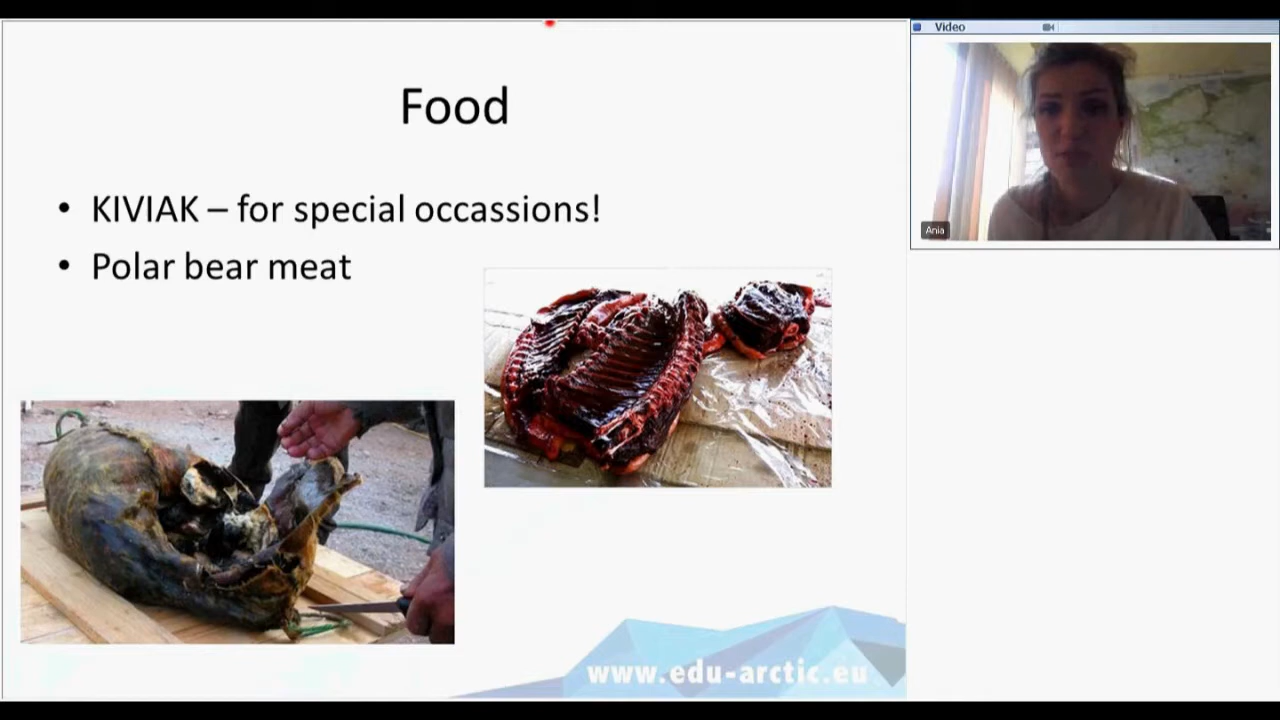 Food
• KIVIAK – for special occassions!
• Polar bear meat
www.edu-arctic.eu
Video
Ania